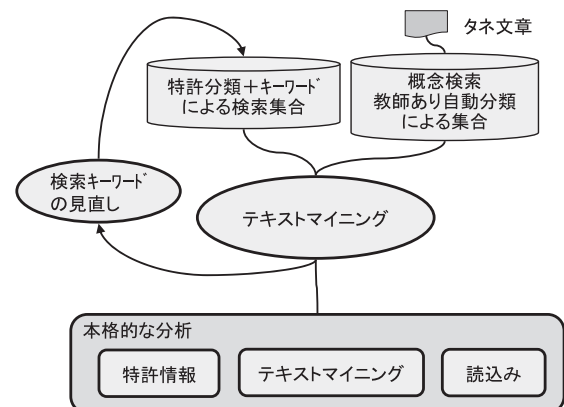 タネ文章
特許分類+キーワード
による検索集合
概念検索
教師あり自動分類
による集合
検索キーワード
の見直し
テキストマイニング
本格的な分析
特許情報
テキストマイニング
読込み